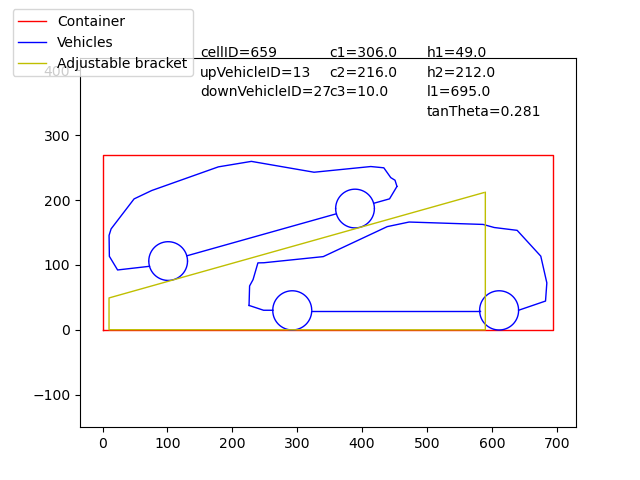 Container
Vehicles
Adjustable bracket
cellID=659 c1=306.0 h1=49.0
upVehicleID=13 c2=216.0 h2=212.0
downVehicleID=27 c3=10.0 l1=695.0
tanTheta=0.281
400
300
200
100
0
−100
0 100 200 300 400 500 600 700